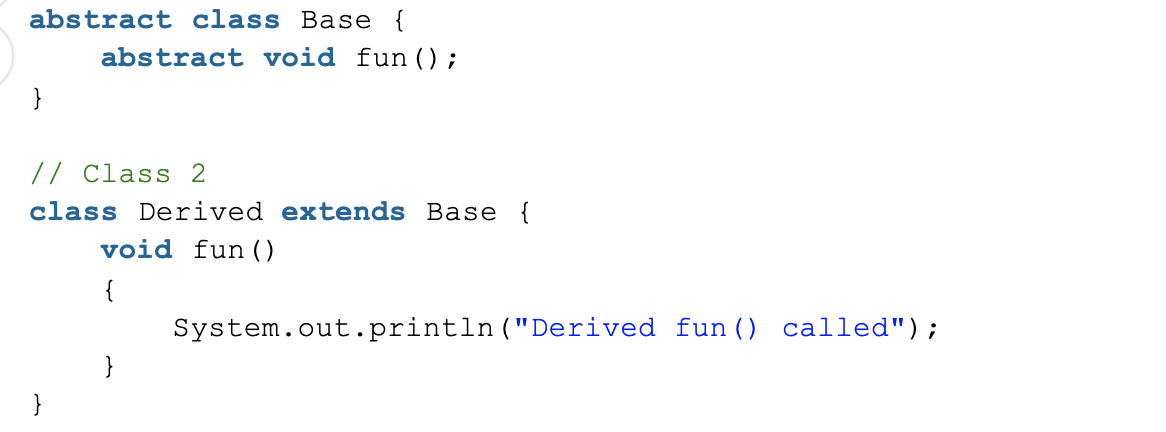 abstract class Base {
    abstract void fun();
}
// Class 2
class Derived extends Base {
    void fun()
    {
        System.out.println("Derived fun() called");
    }
}